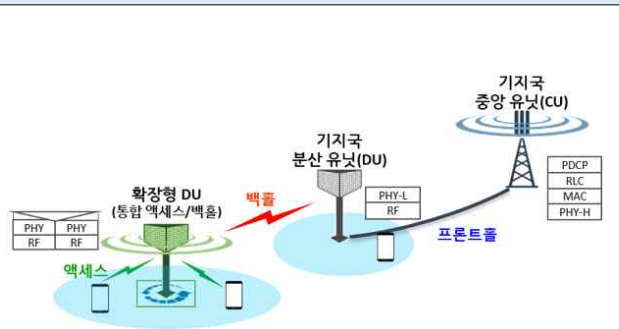 기지국
중앙 유닛(CU)
PDCP
RLC
MAC
PHY-H
기지국
분산 유닛(DU)
PHY-L
RF
프론트홀
백홀
확장형 DU
(통합 액세스/백홀)
PHY PHY
RF RF
액세스